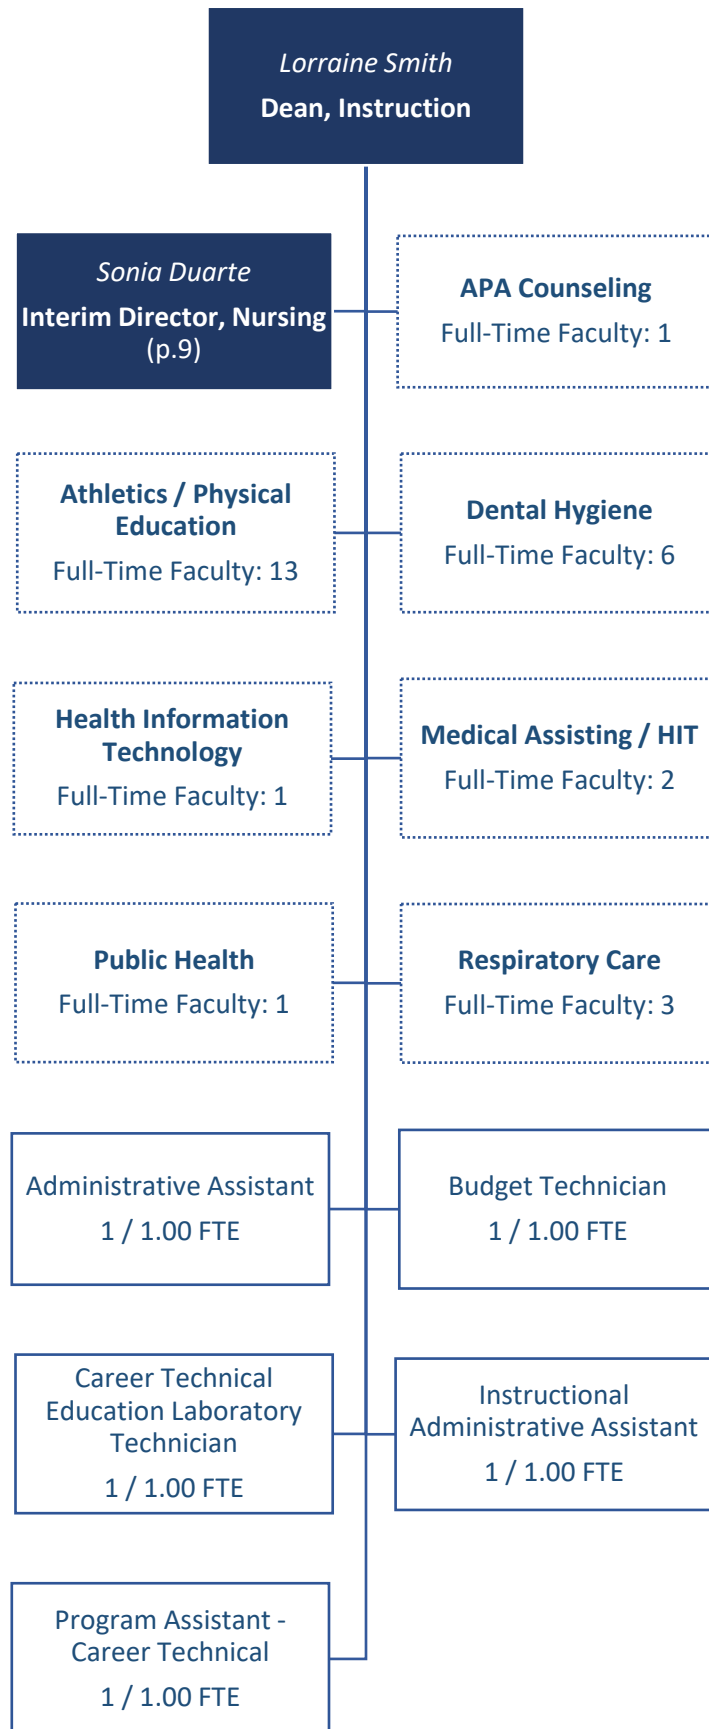 Lorraine Smith
Dean, Instruction
Sonia Duarte
Interim Director, Nursing
(p.9)
APA Counseling
Full-Time Faculty: 1
Athletics / Physical
Education
Full-Time Faculty: 13
Dental Hygiene
Full-Time Faculty: 6
Health Information
Technology
Full-Time Faculty: 1
Medical Assisting / HIT
Full-Time Faculty: 2
Public Health
Full-Time Faculty: 1
Respiratory Care
Full-Time Faculty: 3
Administrative Assistant
1 / 1.00 FTE
Budget Technician
1 / 1.00 FTE
Career Technical
Education Laboratory
Technician
1 / 1.00 FTE
Instructional
Administrative Assistant
1 / 1.00 FTE
Program Assistant -
Career Technical
1 / 1.00 FTE